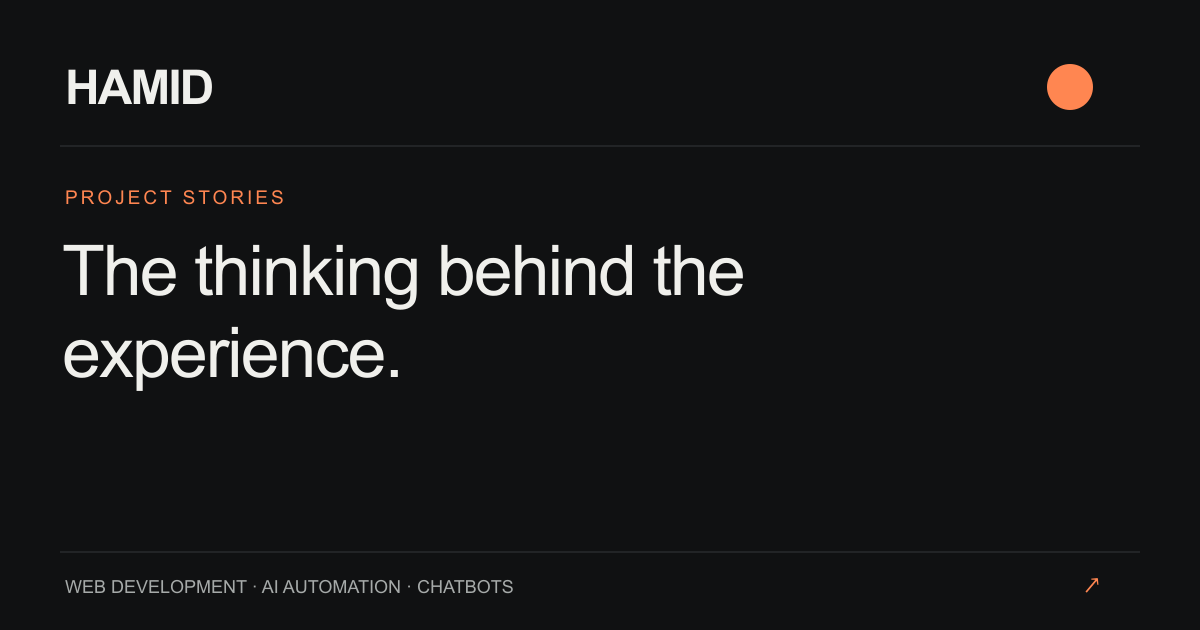 HAMID
PROJECT STORIES
The thinking behind the
experience.
WEB DEVELOPMENT · AI AUTOMATION · CHATBOTS
↗